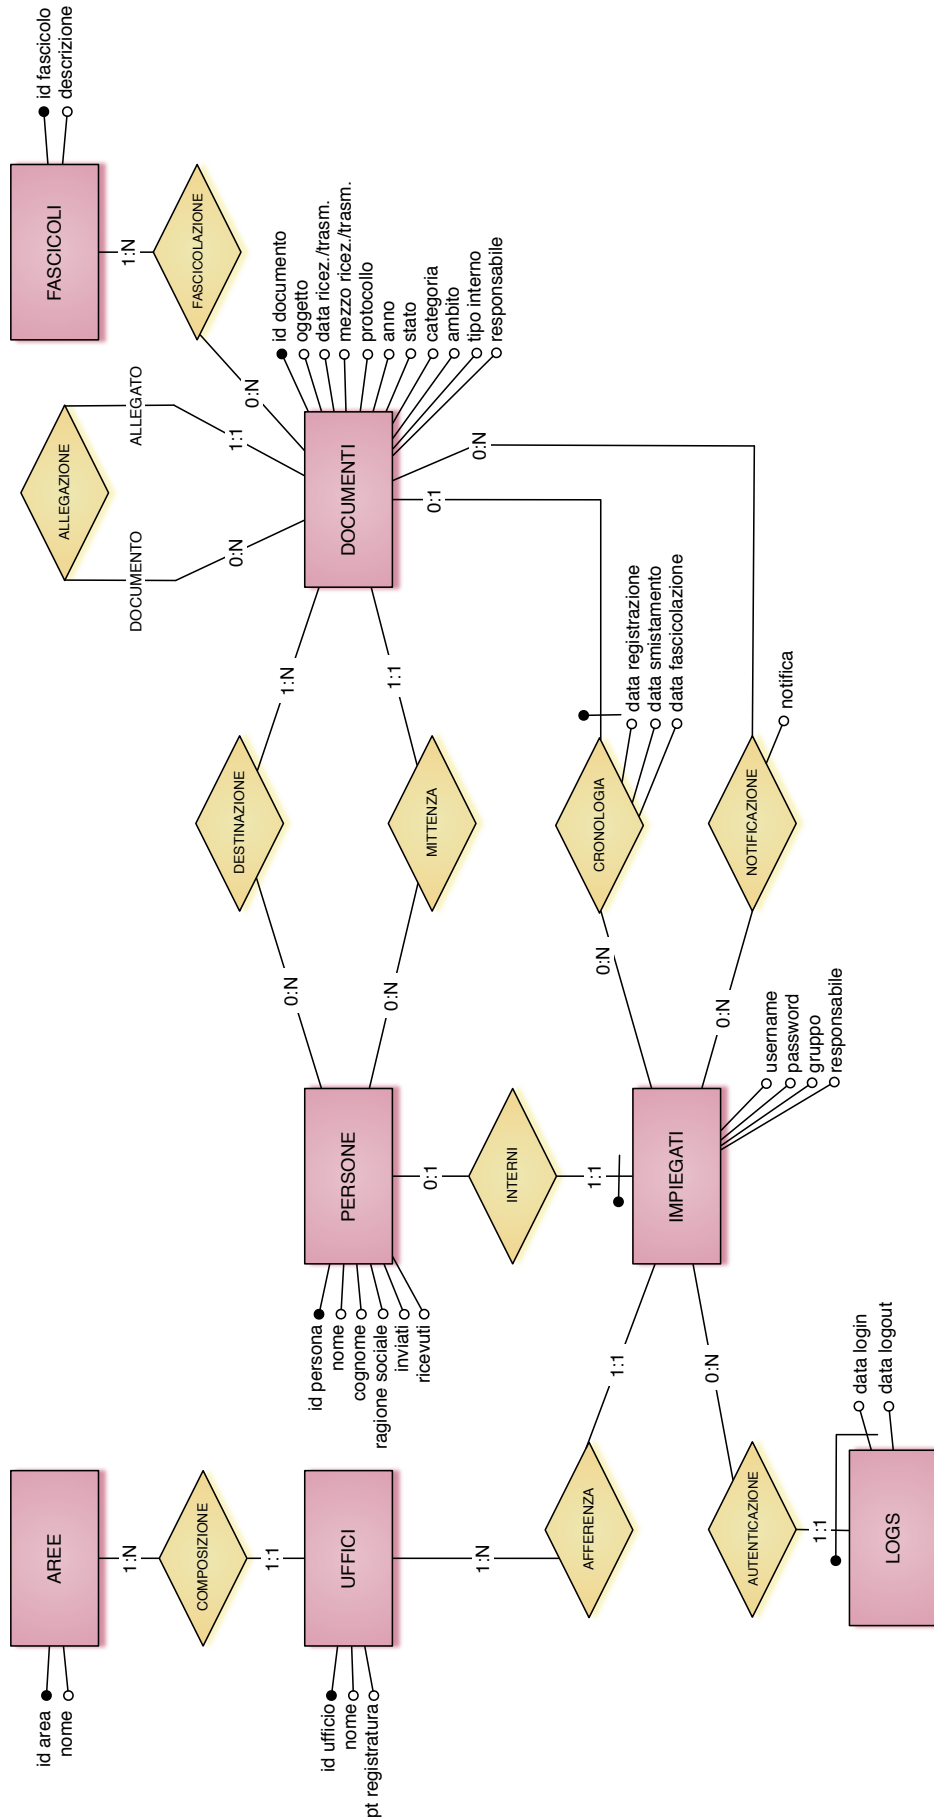 AREE
id area
nome
1:N
COMPOSIZIONE
1:1
UFFICI
id ufficio
nome
pt registratura
1:N
AFFERENZA
1:1
PERSONE
id persona
nome
cognome
ragione sociale
inviati
ricevuti
0:1
INTERNI
1:1
IMPIEGATI
username
password
gruppo
responsabile
0:N
AUTENTICAZIONE
1:1
LOGS
data login
data logout
0:N
DESTINAZIONE
1:N
0:N
MITTENZA
1:1
0:N
CRONOLOGIA
data registrazione
data smistamento
data fascicolazione
0:1
0:N
NOTIFICAZIONE
notifica
0:N
DOCUMENTI
id documento
oggetto
data ricez./trasm.
mezzo ricez./trasm.
protocollo
anno
stato
categoria
ambito
tipo interno
responsabile
ALLEGAZIONE
DOCUMENTO
0:N
ALLEGATO
1:1
0:N
FASCICOLAZIONE
1:N
FASCICOLI
id fascicolo
descrizione